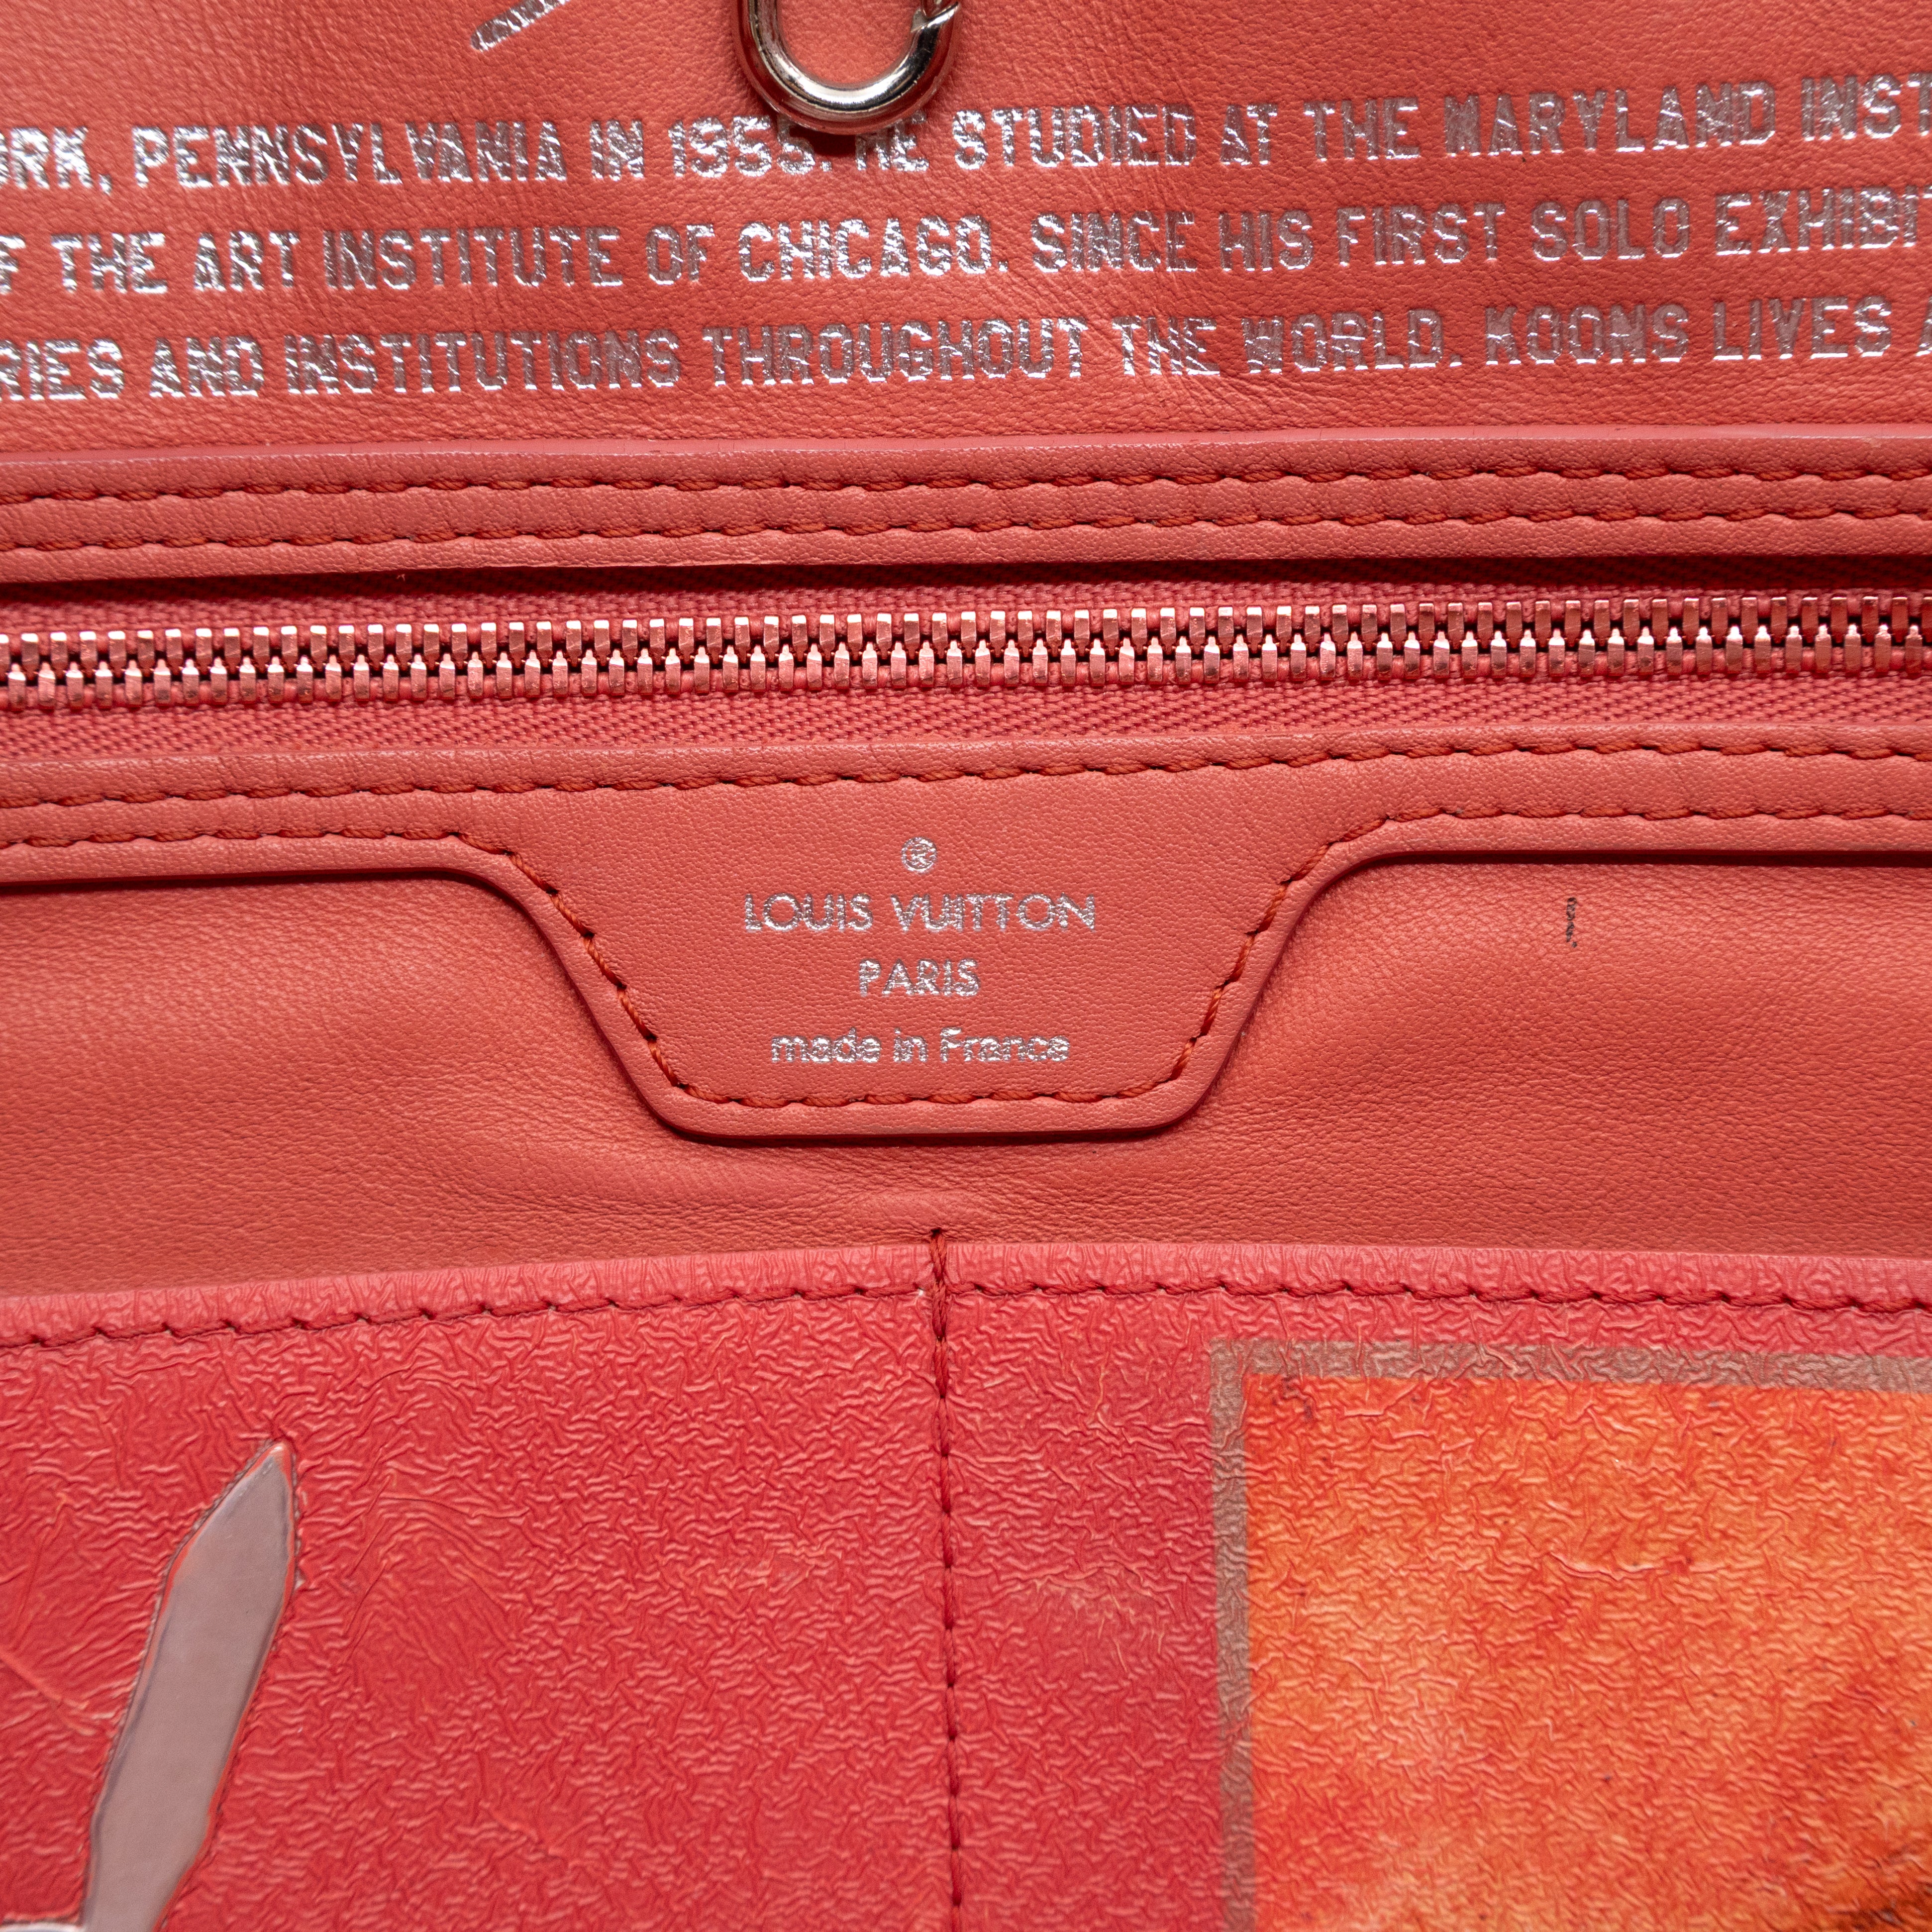 RK, PENNSYLVANIA IN 1955. HE STUDIED AT THE MARYLAND INST
F THE ART INSTITUTE OF CHICAGO. SINCE HIS FIRST SOLO EXHIBI
RIES AND INSTITUTIONS THROUGHOUT THE WORLD. KOONS LIVES
®
LOUIS VUITTON
PARIS
made in France